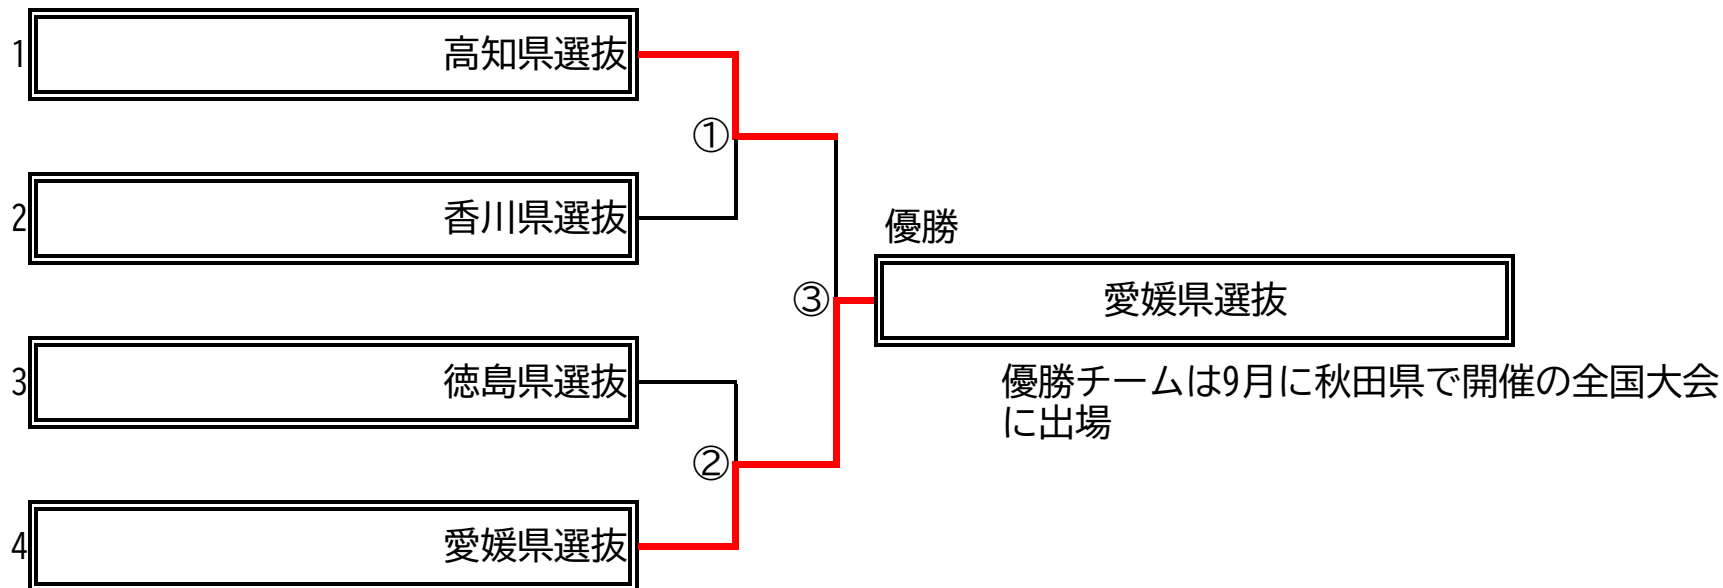 1 高知県選抜
①
2 香川県選抜
優勝
③ 愛媛県選抜
3 徳島県選抜
優勝チームは9月に秋田県で開催の全国大会
に出場
②
4 愛媛県選抜